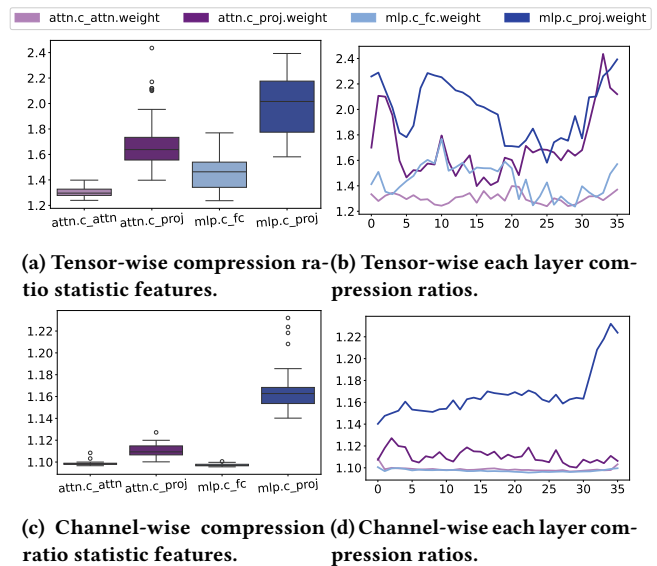 attn.c_attn.weight attn.c_proj.weight mlp.c_fc.weight mlp.c_proj.weight
2.4
2.2
2.0
1.8
1.6
1.4
1.2
attn.c_attn attn.c_proj mlp.c_fc mlp.c_proj
2.4
2.2
2.0
1.8
1.6
1.4
1.2
0 5 10 15 20 25 30 35
(a) Tensor-wise compression ra-
tio statistic features.
(b) Tensor-wise each layer com-
pression ratios.
1.22
1.20
1.18
1.16
1.14
1.12
1.10
attn.c_attn attn.c_proj mlp.c_fc mlp.c_proj
1.22
1.20
1.18
1.16
1.14
1.12
1.10
0 5 10 15 20 25 30 35
(c) Channel-wise compression
ratio statistic features.
(d) Channel-wise each layer com-
pression ratios.